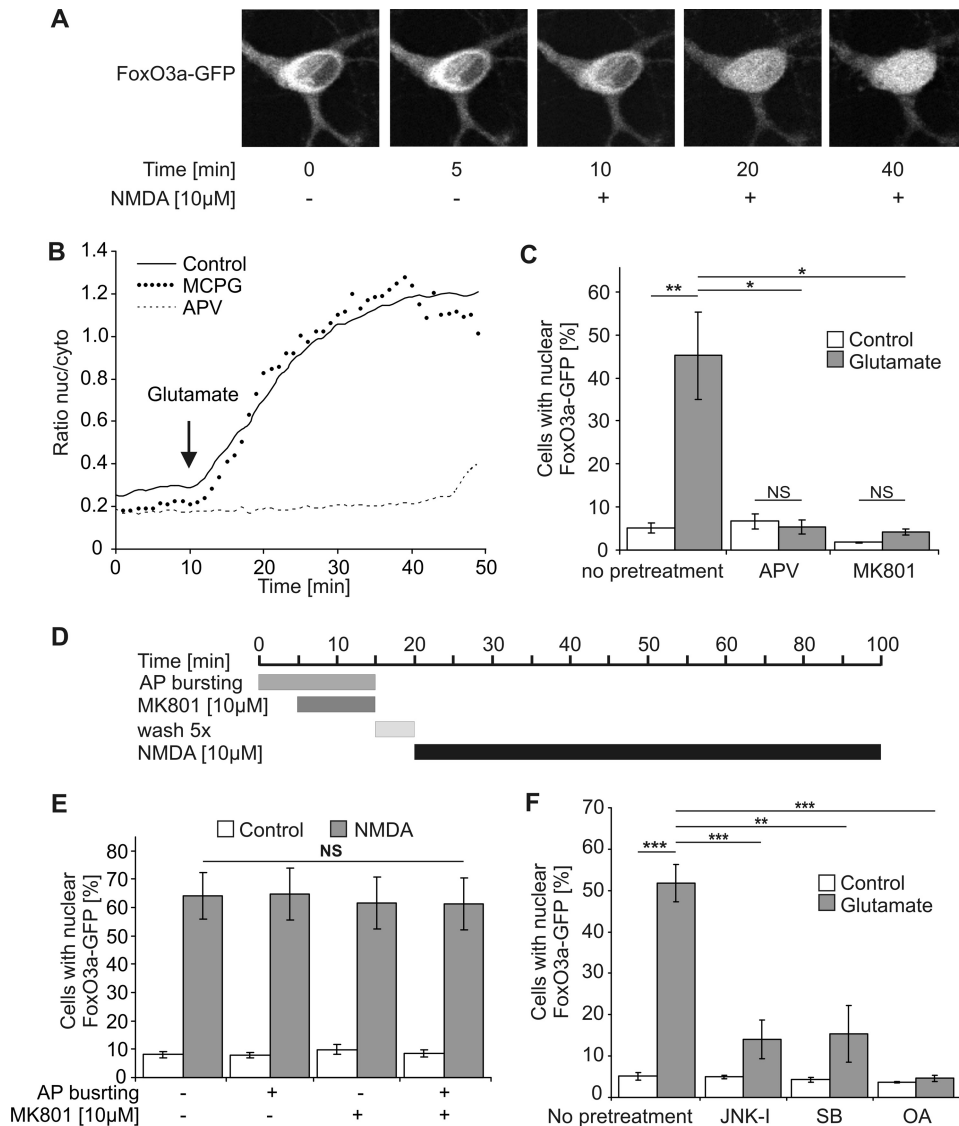 A
FoxO3a-GFP
Time [min] 0 5 10 20 40
NMDA [10µM] - - + + +
B
Ratio nuc/cyto
1.4
1.2
1.0
0.8
0.6
0.4
0.2
0
Control
MCPG
APV
Glutamate
0 10 20 30 40 50
Time [min]
C
Cells with nuclear
FoxO3a-GFP [%]
60
50
40
30
20
10
0
** * *
Control
Glutamate
NS NS
no pretreatment APV MK801
D
0 10 20 30 40 50 60 70 80 30 100
Time [min]
AP bursting
MK801 [10µM]
wash 5x
NMDA [10µM]
E
Control NMDA
Cells with nuclear
FoxO3a-GFP [%]
80
70
60
50
40
30
20
10
0
NS
AP busrting - + - +
MK801 [10µM] - - + +
F
Cells with nuclear
FoxO3a-GFP [%]
70
60
50
40
30
20
10
0
***
**
*** ***
Control
Glutamate
No pretreatment JNK-I SB OA